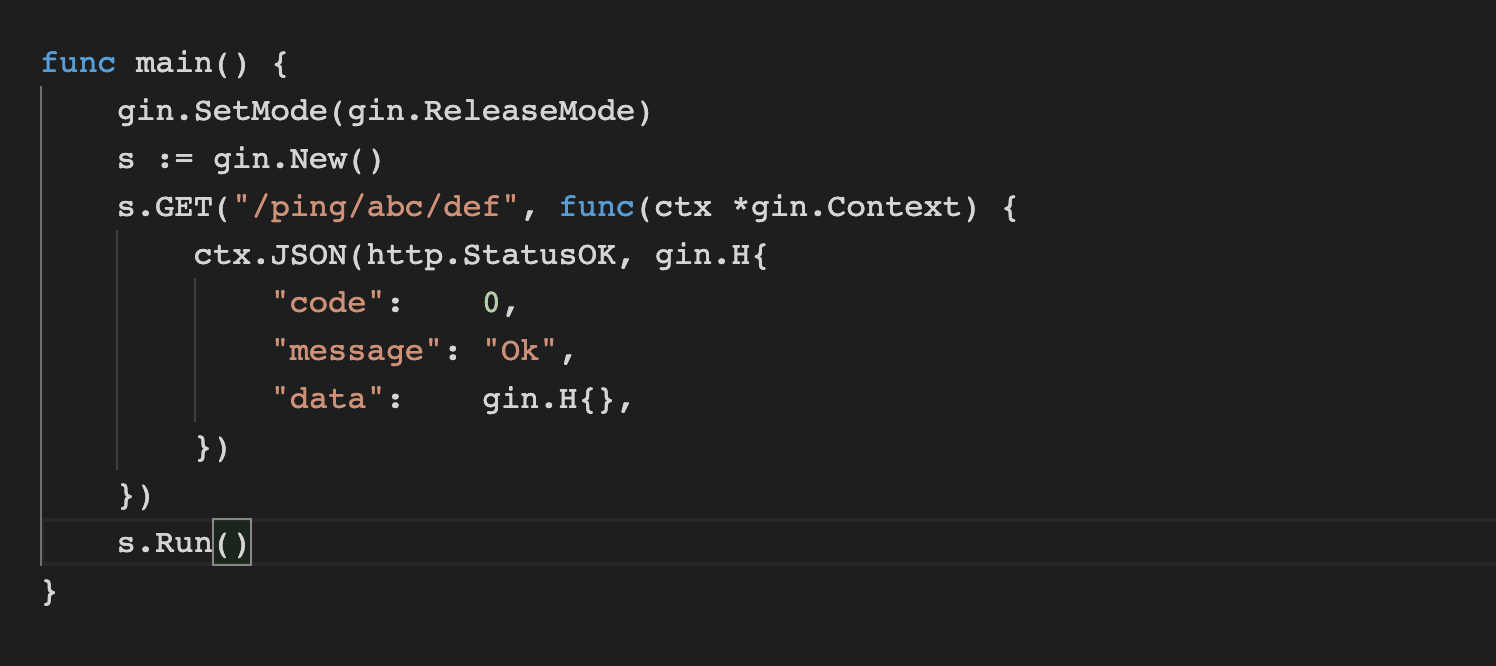 func main() {
    gin.SetMode(gin.ReleaseMode)
    s := gin.New()
    s.GET("/ping/abc/def", func(ctx *gin.Context) {
        ctx.JSON(http.StatusOK, gin.H{
            "code":    0,
            "message": "Ok",
            "data":    gin.H{},
        })
    })
    s.Run()
}